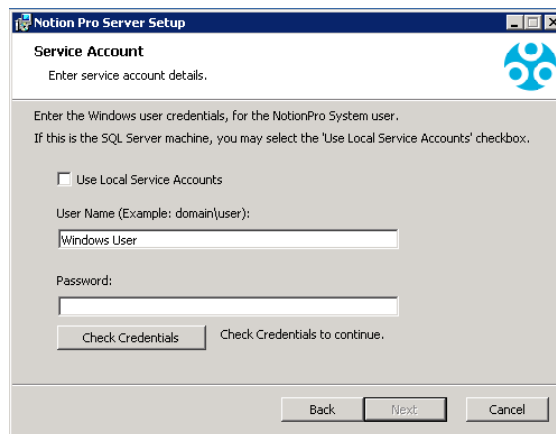 Notion Pro Server Setup
Service Account
Enter service account details.
Enter the Windows user credentials, for the NotionPro System user.
If this is the SQL Server machine, you may select the 'Use Local Service Accounts' checkbox.
Use Local Service Accounts
User Name (Example: domain\user):
Windows User
Password:
Check Credentials Check Credentials to continue.
Back Next Cancel